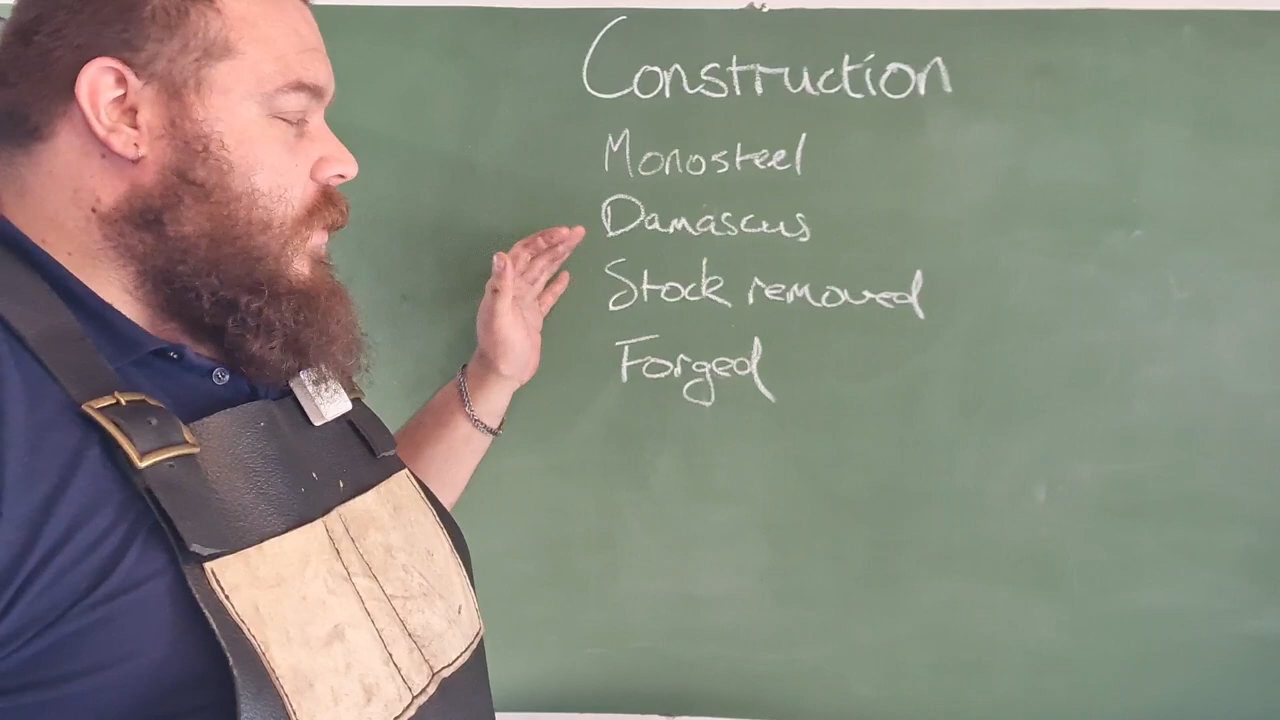 Construction
Monosteel
Damascus
Stock removed
Forged